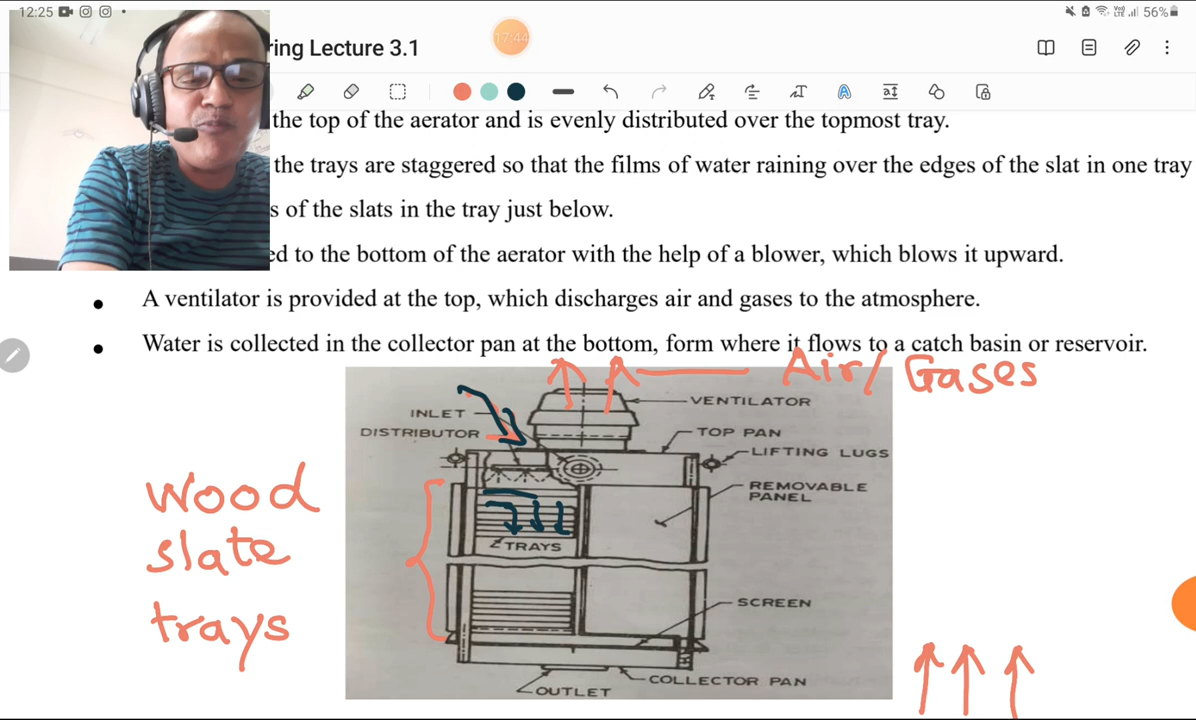 12:25
56%
ring Lecture 3.1
17:44
the top of the aerator and is evenly distributed over the topmost tray.
the trays are staggered so that the films of water raining over the edges of the slat in one tray
s of the slats in the tray just below.
ed to the bottom of the aerator with the help of a blower, which blows it upward.
• A ventilator is provided at the top, which discharges air and gases to the atmosphere.
• Water is collected in the collector pan at the bottom, form where it flows to a catch basin or reservoir.
Air/ Gases
VENTILATOR
INLET
DISTRIBUTOR
TOP PAN
LIFTING LUGS
REMOVABLE
PANEL
wood
slate
trays
TRAYS
SCREEN
COLLECTOR PAN
OUTLET